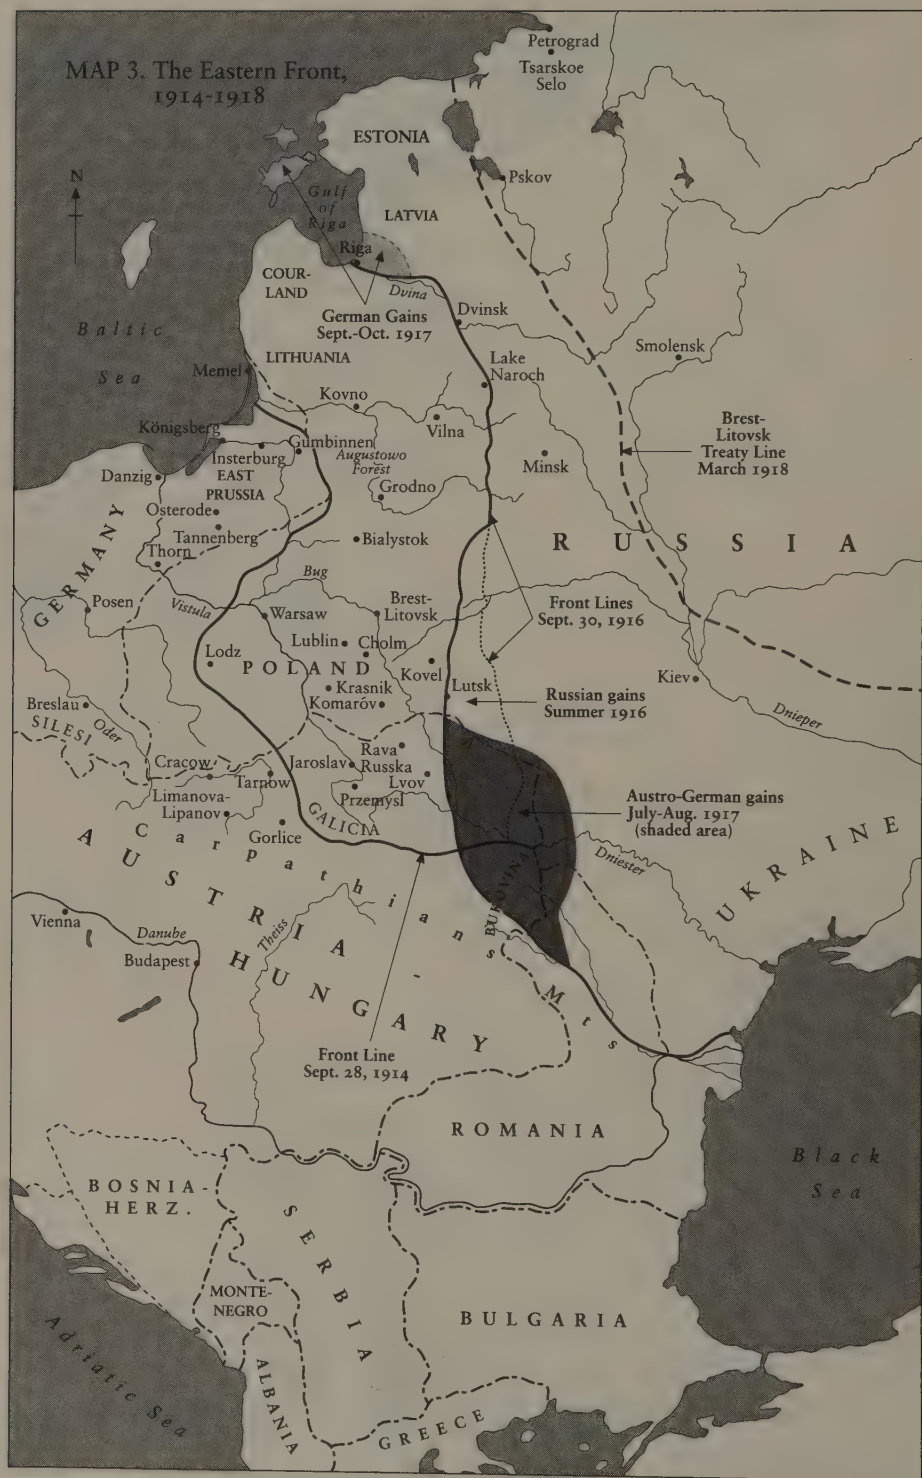 MAP 3. The Eastern Front,
1914-1918
Petrograd
Tsarskoe
Selo
ESTONIA
N
Pskov
Gulf
of
Riga
LATVIA
Riga
COUR-
LAND
Dvina
German Gains
Sept.-Oct. 1917
Dvinsk
Baltic
Sea
LITHUANIA
Memel
Smolensk
Lake
Naroch
Kovno
Vilna
Brest-
Litovsk
Treaty Line
March 1918
Königsberg
Gumbinnen
Insterburg
Augustowo
Forest
EAST
PRUSSIA
Minsk
Danzig
Grodno
Osterode
Tannenberg
Bialystok
Thorn
RUSSIA
GERMANY
Bug
Posen
Vistula
Warsaw
Brest-
Litovsk
Front Lines
Sept. 30, 1916
Lublin
Cholm
Lodz
POLAND
Kovel
Kiev
Krasnik
Lutsk
Komaróv
Russian gains
Summer 1916
Breslau
Oder
SILESI
Dnieper
Rava
Russka
Jaroslav
Cracow
Tarnow
Lvov
Limanova-
Lipanov
Przemysl
Austro-German gains
July-Aug. 1917
(shaded area)
GALICIA
Gorlice
Carpathians Mts
Dniester
UKRAINE
AUSTRIA-
HUNGARY
BUKOVINA
Vienna
Danube
Theiss
Budapest
Front Line
Sept. 28, 1914
ROMANIA
Black
Sea
BOSNIA-
HERZ.
SERBIA
MONTE-
NEGRO
BULGARIA
Adriatic Sea
ALBANIA
GREECE